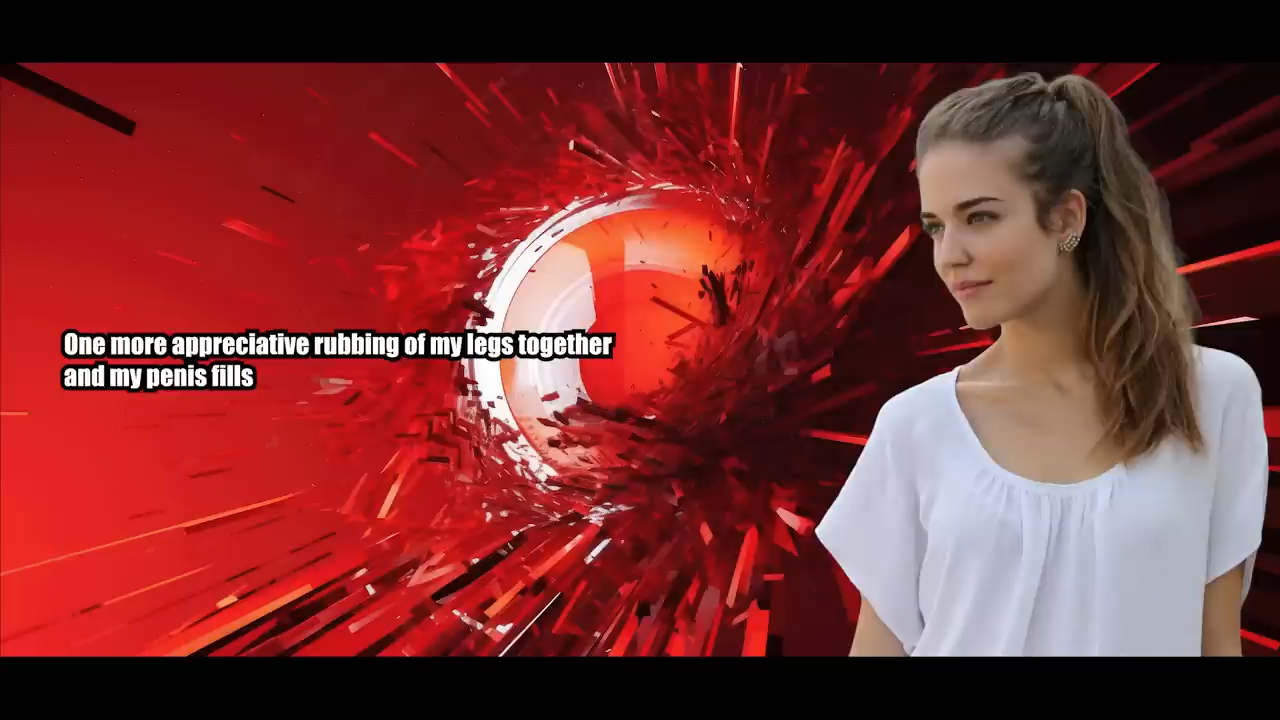 One more appreciative rubbing of my legs together
and my penis fills